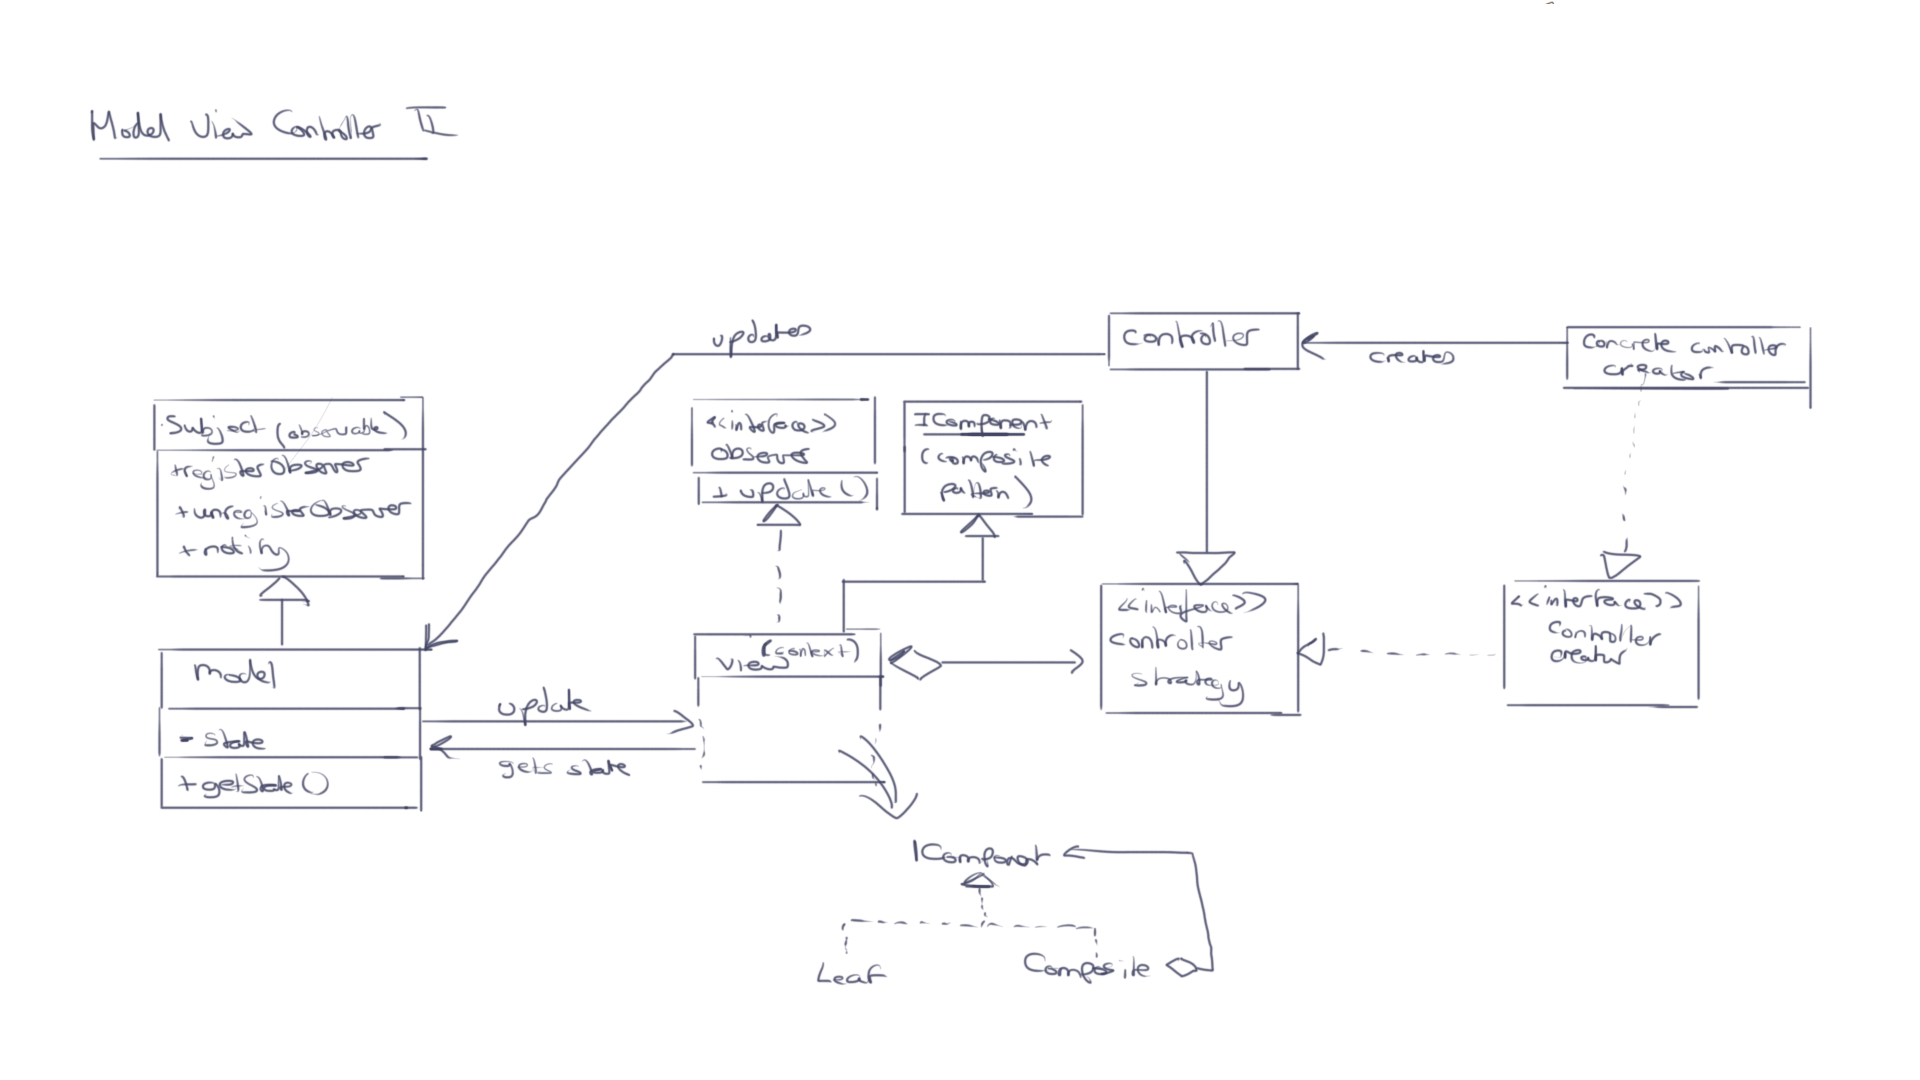 Model View Controller II
updates
controller
creates
Concrete controller
creator
Subject (observable)
+registerObserver
+unregisterObserver
+notify
<<interface>>
observer
+ update()
IComponent
(composite
pattern)
model
- state
+getState()
update
gets state
(context)
view
<<interface>>
controller
strategy
<<interface>>
Controller
creator
IComponent
Leaf
Composite